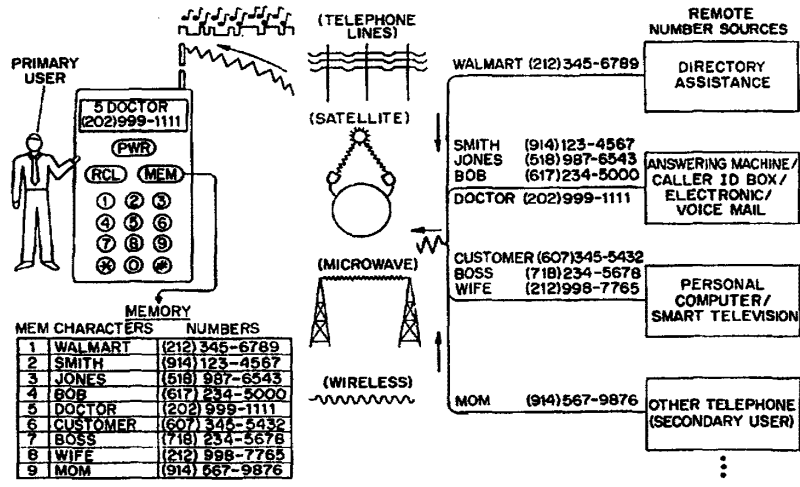 PRIMARY
USER
5 DOCTOR
(202)999-1111
PWR
RCL MEM
1 2 3
4 5 6
7 8 9
* 0 #
MEMORY
MEM CHARACTERS NUMBERS
1 WALMART (212) 345-6789
2 SMITH (914) 123-4567
3 JONES (518) 987-6543
4 BOB (617) 234-5000
5 DOCTOR (202) 999-1111
6 CUSTOMER (607) 345-5432
7 BOSS (718) 234-5678
8 WIFE (212) 998-7765
9 MOM (914) 567-9876
(TELEPHONE
LINES)
(SATELLITE)
(MICROWAVE)
(WIRELESS)
REMOTE
NUMBER SOURCES
WALMART (212) 345-6789
DIRECTORY
ASSISTANCE
SMITH (914) 123-4567
JONES (518) 987-6543
BOB (617) 234-5000
DOCTOR (202) 999-1111
ANSWERING MACHINE/
CALLER ID BOX/
ELECTRONIC/
VOICE MAIL
CUSTOMER (607) 345-5432
BOSS (718) 234-5678
WIFE (212) 998-7765
PERSONAL
COMPUTER/
SMART TELEVISION
MOM (914) 567-9876
OTHER TELEPHONE
(SECONDARY USER)